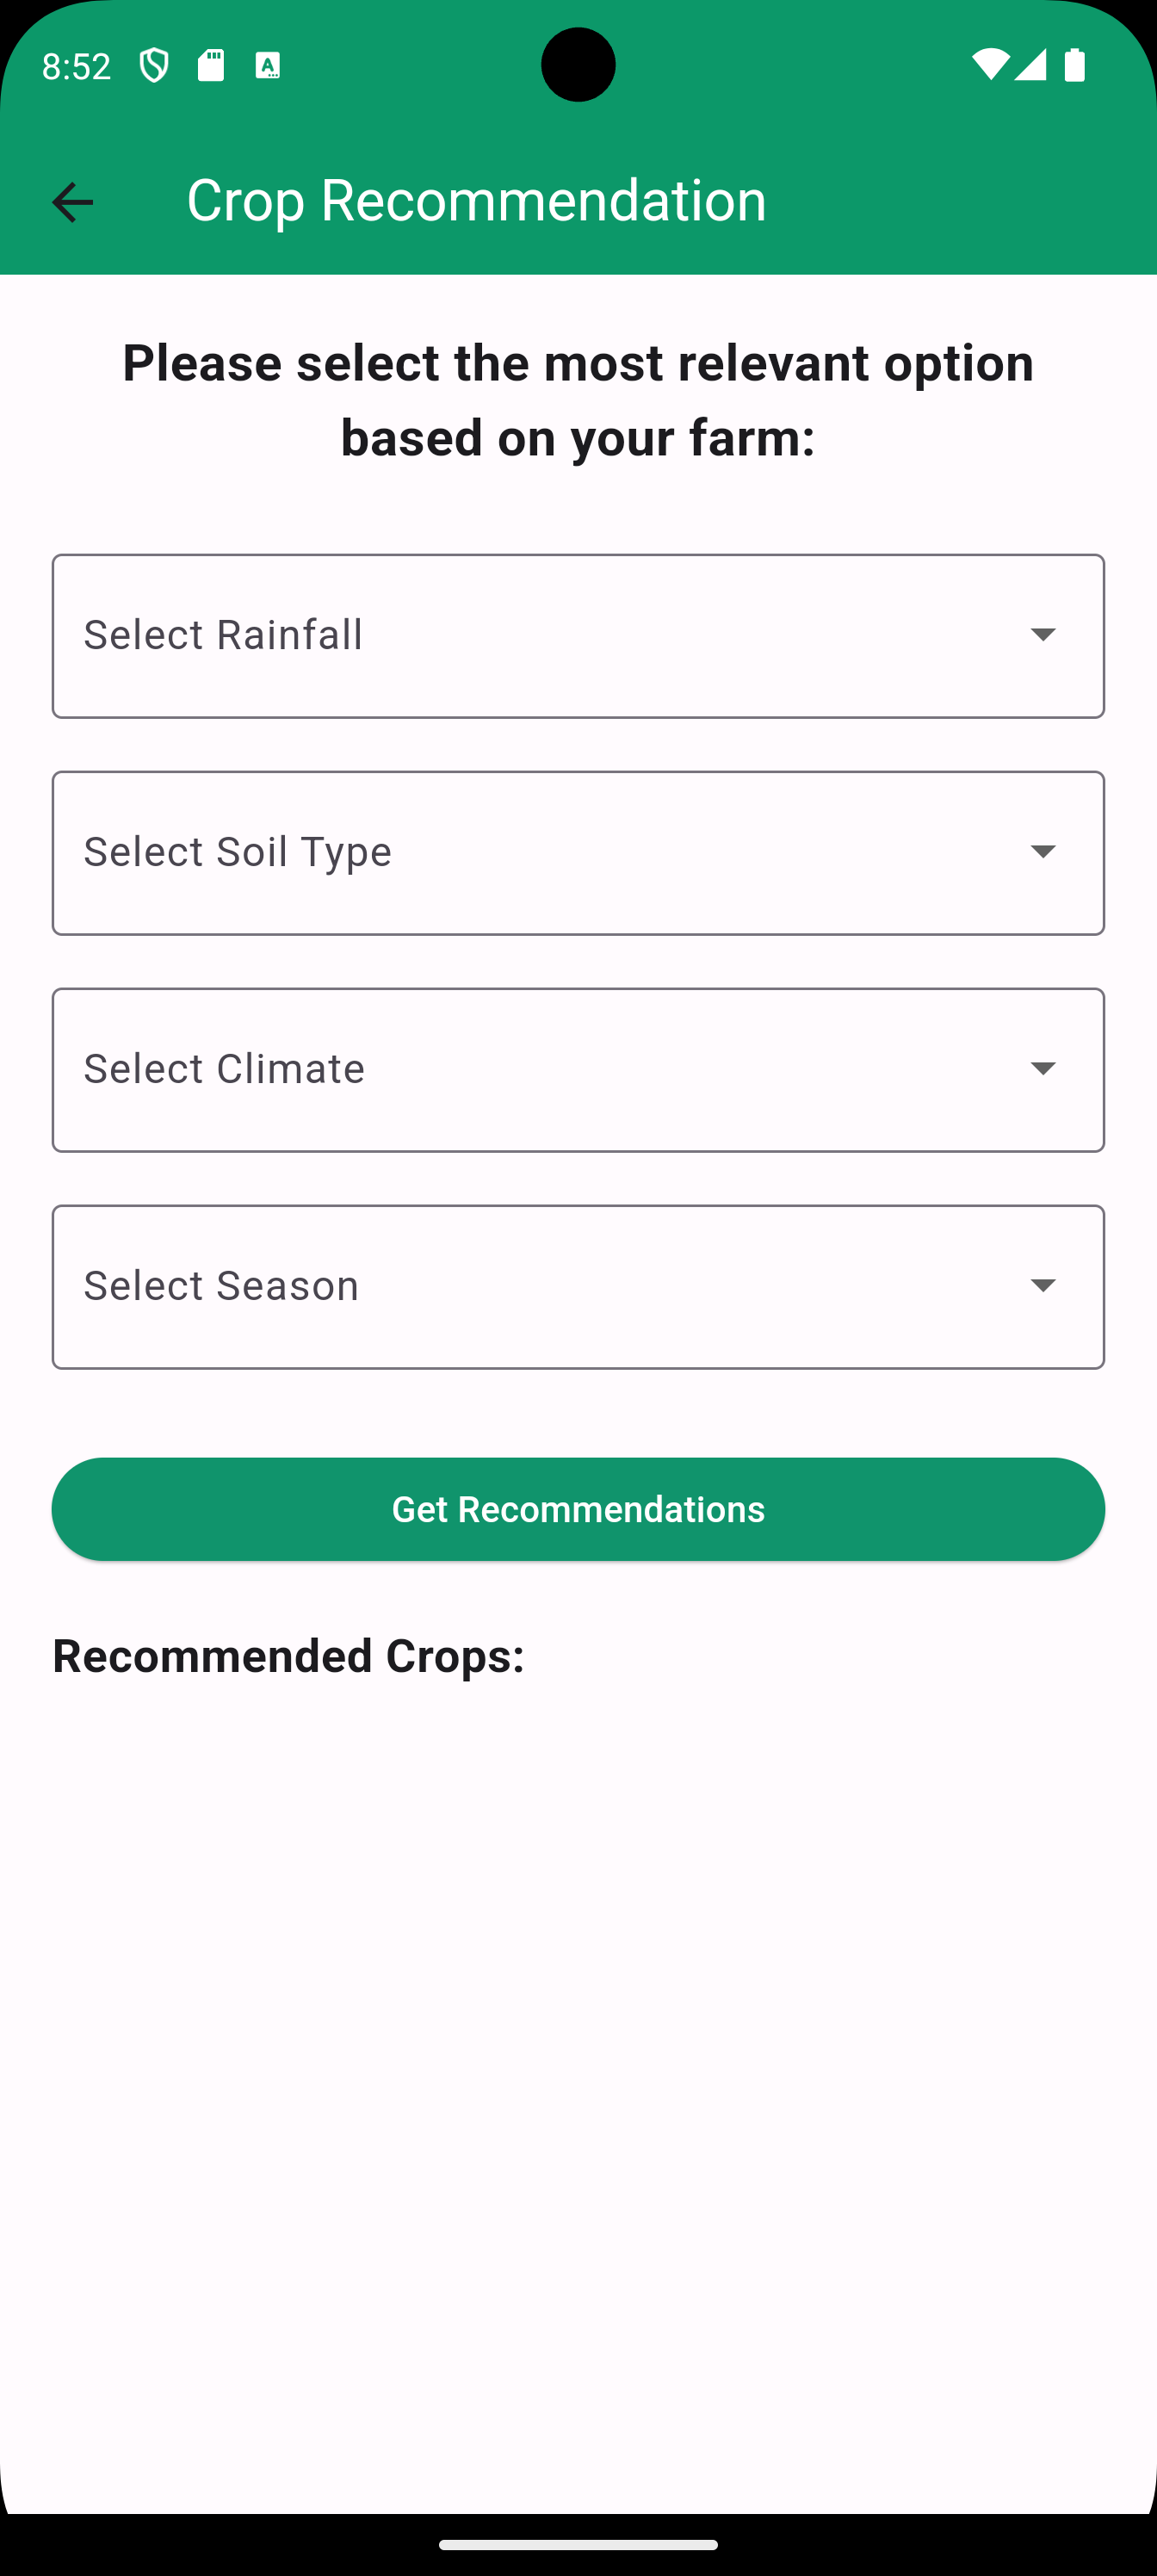 8:52
Crop Recommendation
Please select the most relevant option
based on your farm:
Select Rainfall
Select Soil Type
Select Climate
Select Season
Get Recommendations
Recommended Crops: